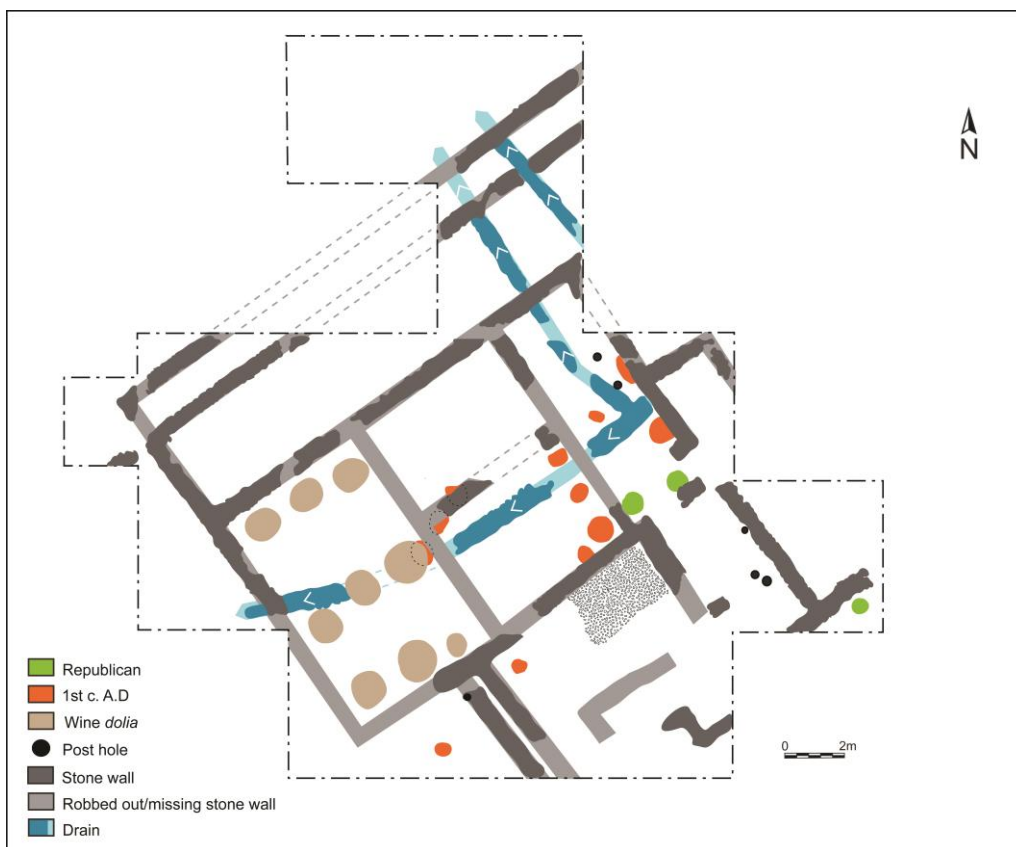 N
Republican
1st c. A.D
Wine dolia
Post hole
Stone wall
Robbed out/missing stone wall
Drain
0 2m